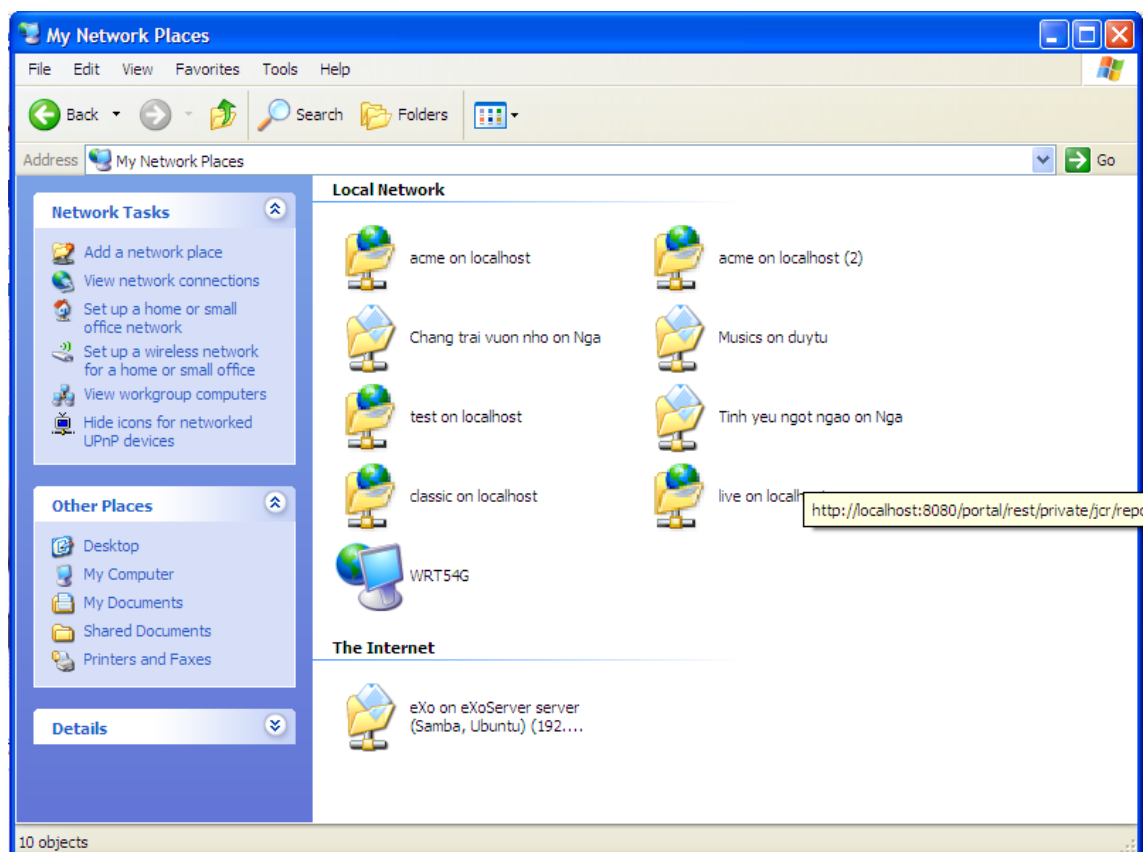 My Network Places
File Edit View Favorites Tools Help
Back Search Folders
Address My Network Places Go
Network Tasks
Add a network place
View network connections
Set up a home or small
office network
Set up a wireless network
for a home or small office
View workgroup computers
Hide icons for networked
UPnP devices
Other Places
Desktop
My Computer
My Documents
Shared Documents
Printers and Faxes
Details
Local Network
acme on localhost
acme on localhost (2)
Chang trai vuon nho on Nga
Musics on duytu
test on localhost
Tinh yeu ngot ngao on Nga
classic on localhost
live on localh
http://localhost:8080/portal/rest/private/jcr/repo
WRT54G
The Internet
eXo on eXoServer server
(Samba, Ubuntu) (192....
10 objects